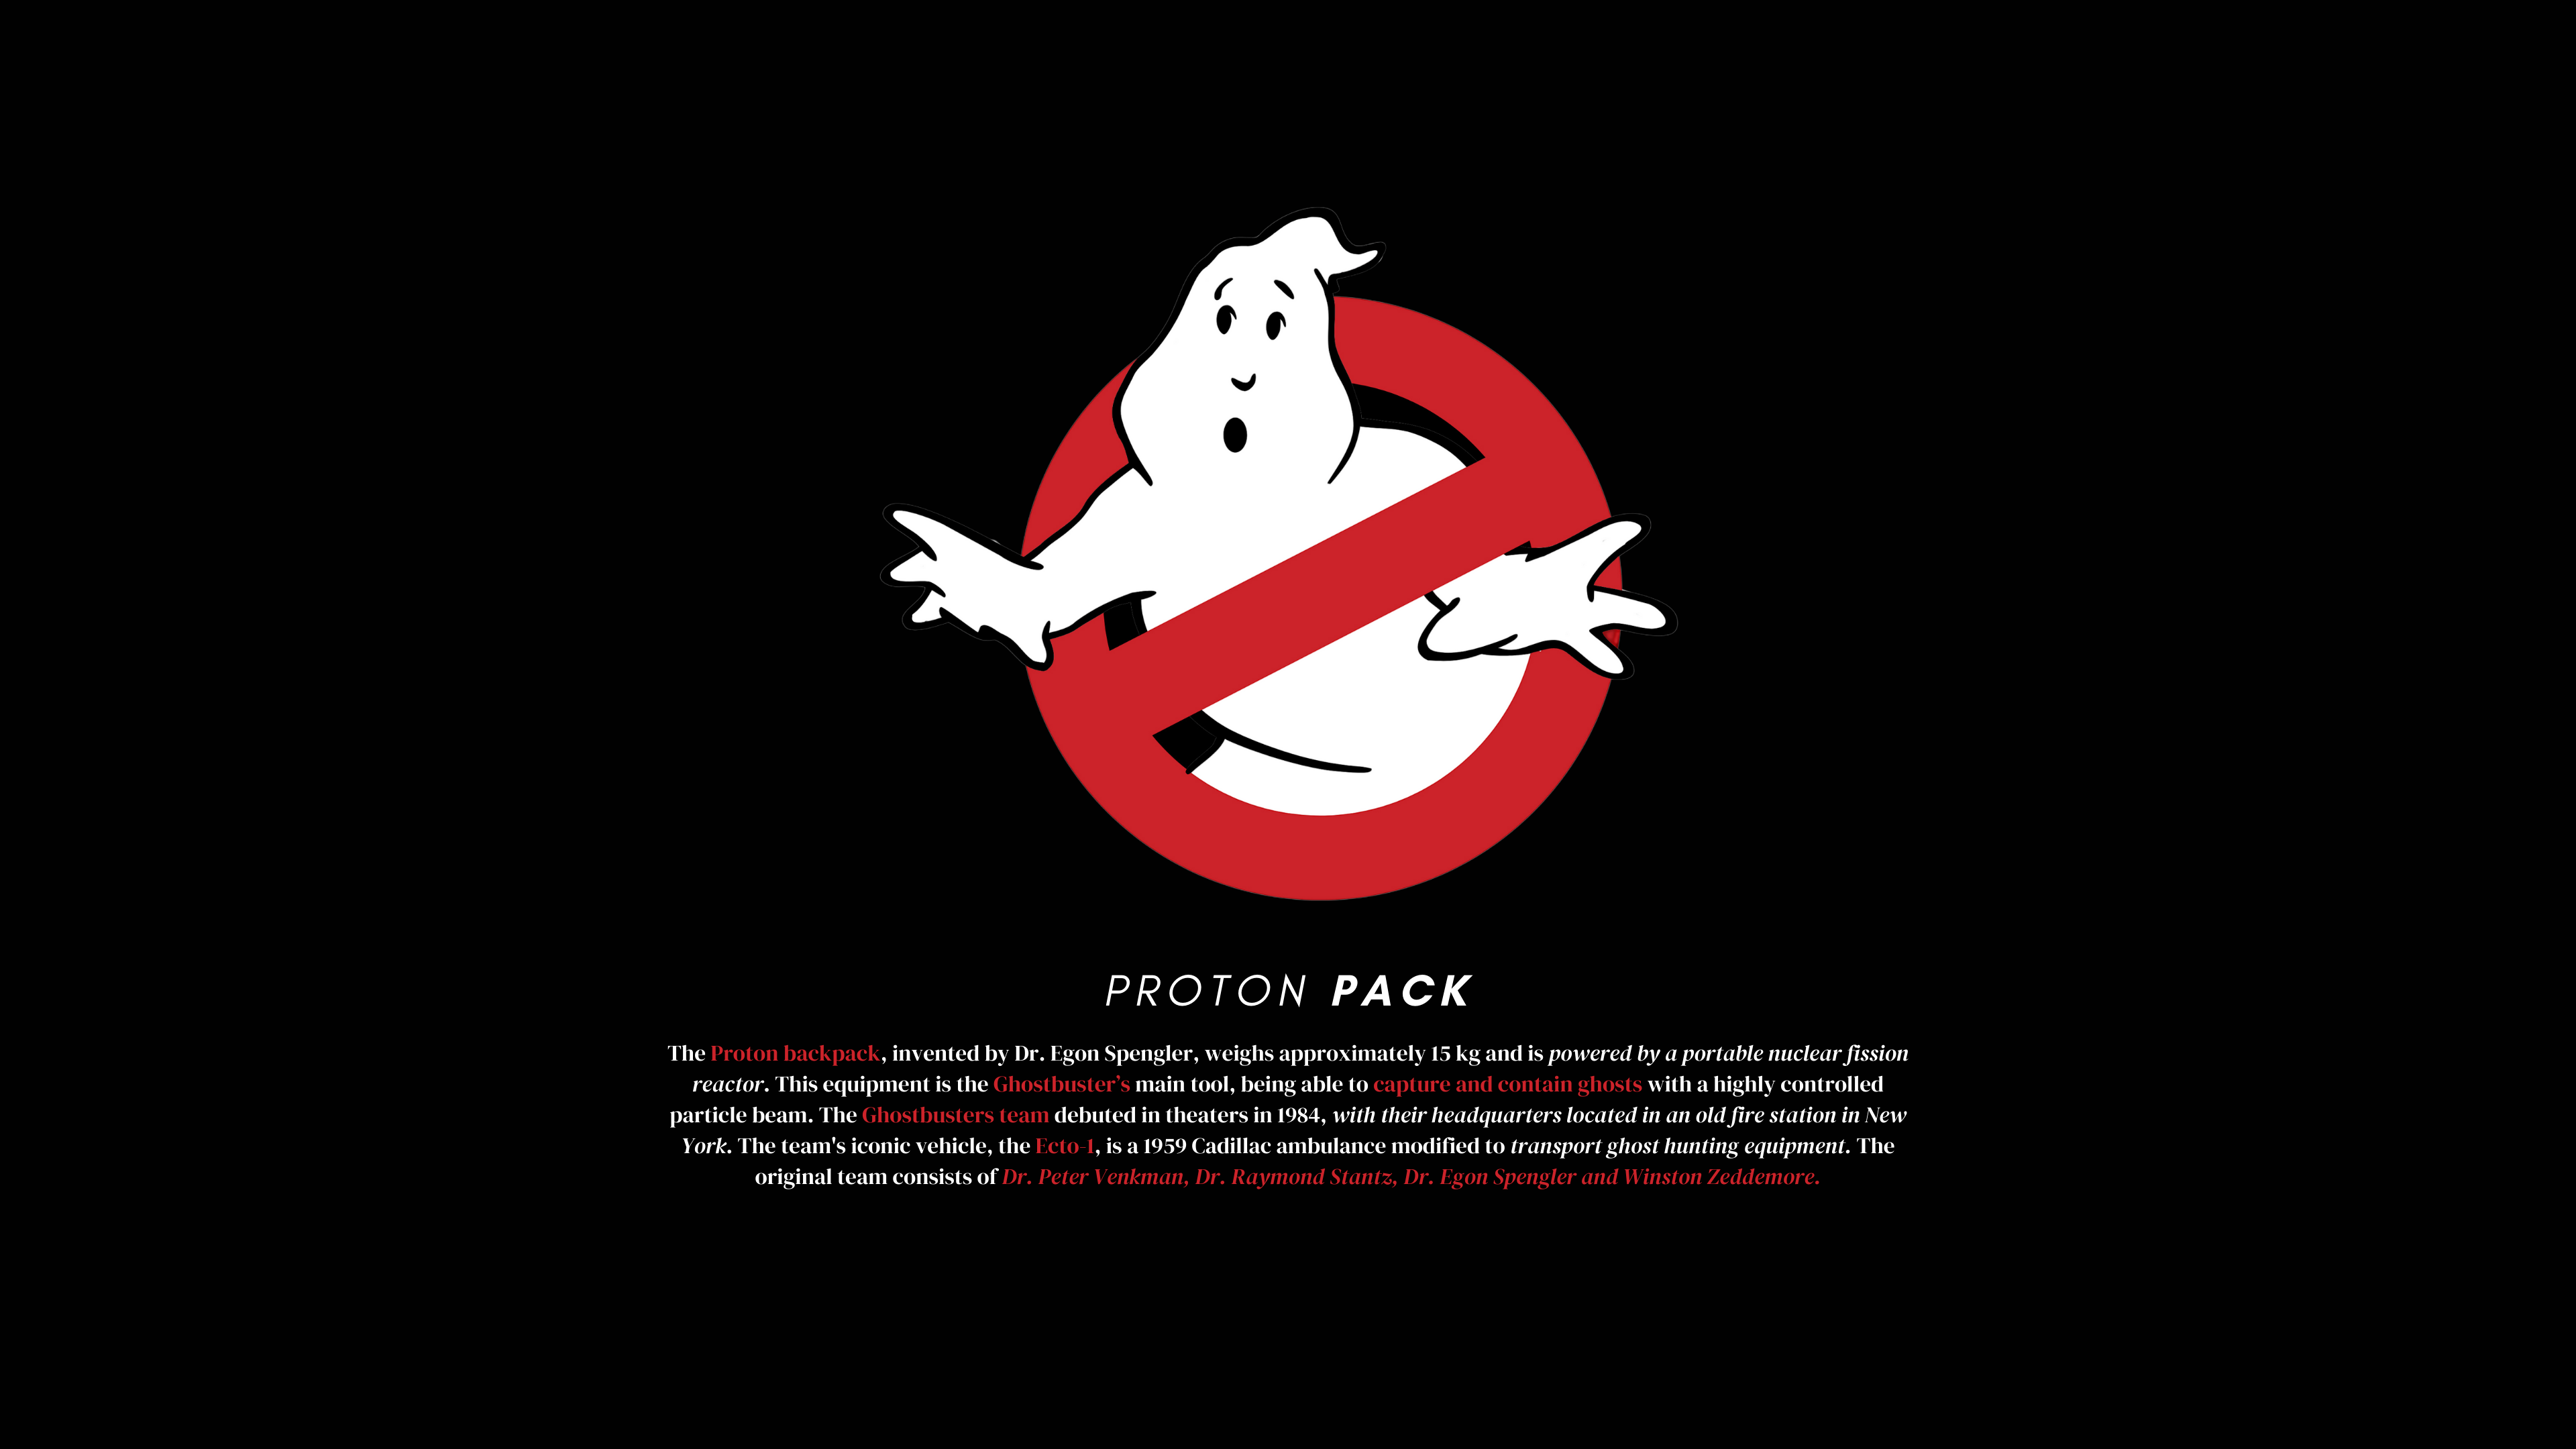 PROTON PACK
The Proton backpack, invented by Dr. Egon Spengler, weighs approximately 15 kg and is powered by a portable nuclear fission
reactor. This equipment is the Ghostbuster’s main tool, being able to capture and contain ghosts with a highly controlled
particle beam. The Ghostbusters team debuted in theaters in 1984, with their headquarters located in an old fire station in New
York. The team's iconic vehicle, the Ecto-1, is a 1959 Cadillac ambulance modified to transport ghost hunting equipment. The
original team consists of Dr. Peter Venkman, Dr. Raymond Stantz, Dr. Egon Spengler and Winston Zeddemore.